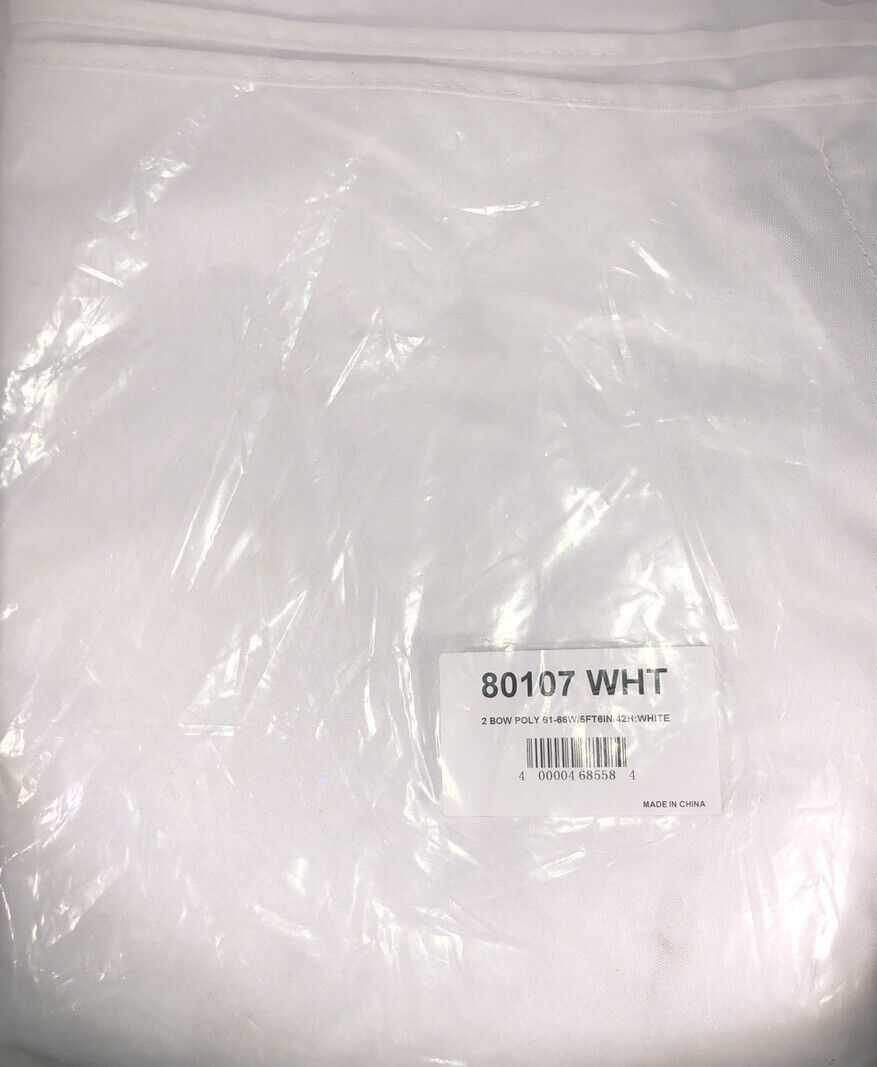 80107 WHT
2 BOW POLY 61-66W/5FT6IN/42H:WHITE
4 00004 68558 4
MADE IN CHINA